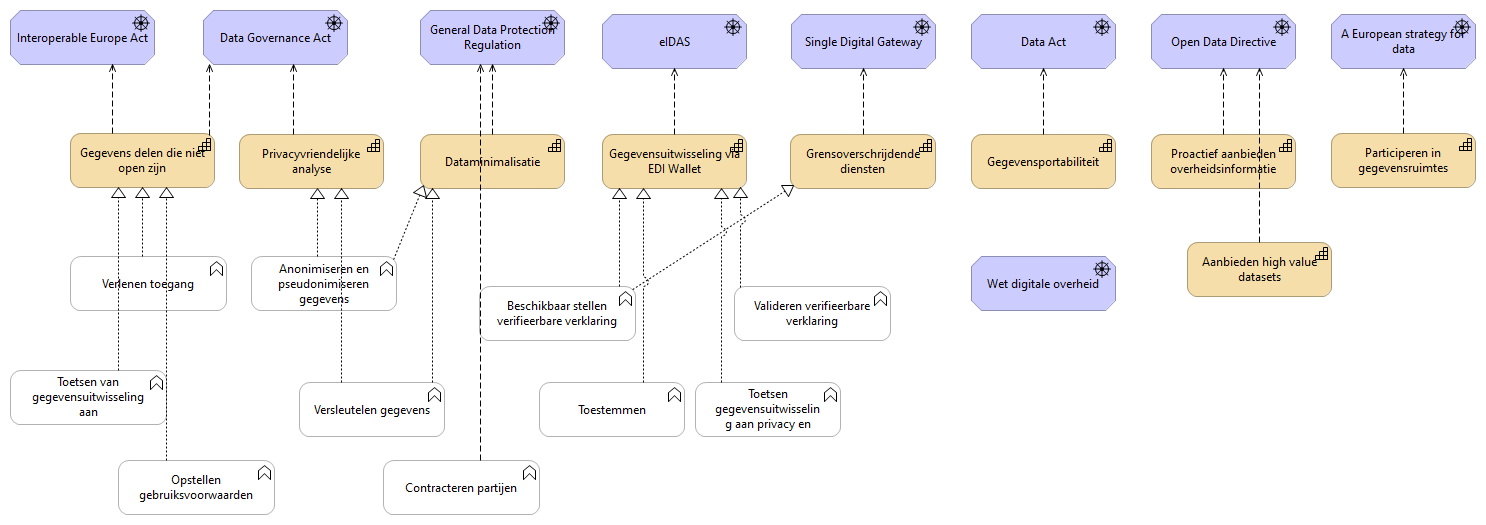 Interoperable Europe Act
Data Governance Act
General Data Protection
Regulation
eIDAS
Single Digital Gateway
Data Act
Open Data Directive
A European strategy for
data
Gegevens delen die niet
open zijn
Privacyvriendelijke
analyse
Dataminimalisatie
Gegevensuitwisseling via
EDI Wallet
Grensoverschrijdende
diensten
Gegevensportabiliteit
Proactief aanbieden
overheidsinformatie
Participeren in
gegevensruimtes
Verlenen toegang
Anonimiseren en
pseudonimiseren
gegevens
Beschikbaar stellen
verifieerbare verklaring
Valideren verifieerbare
verklaring
Wet digitale overheid
Aanbieden high value
datasets
Toetsen van
gegevensuitwisseling
aan
Versleutelen gegevens
Toestemmen
Toetsen
gegevensuitwisselin
g aan privacy en
Opstellen
gebruiksvoorwaarden
Contracteren partijen